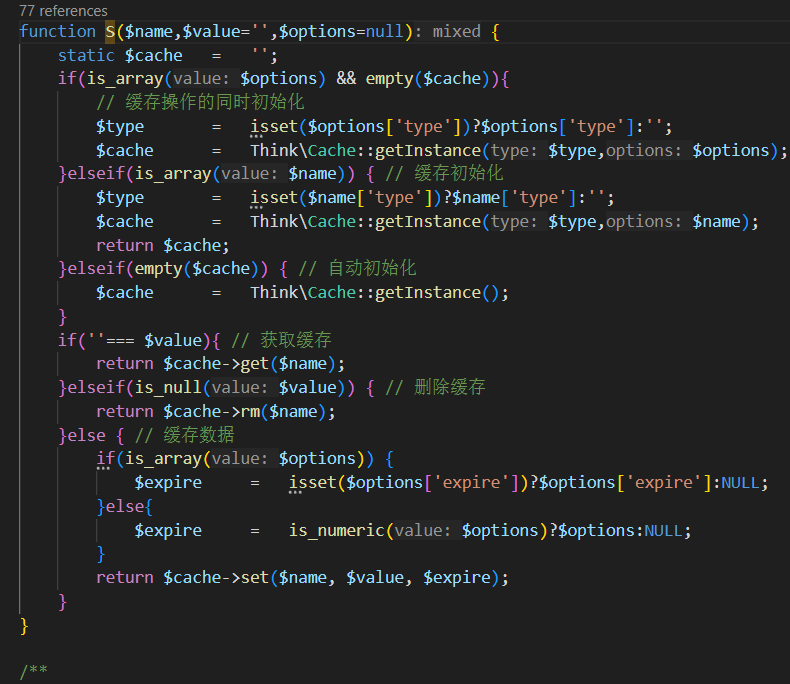 77 references
function S($name,$value='',$options=null): mixed {
    static $cache   =   '';
    if(is_array(value: $options) && empty($cache)){
        // 缓存操作的同时初始化
        $type       =   isset($options['type'])?$options['type']:'';
        $cache      =   Think\Cache::getInstance(type: $type,options: $options);
    }elseif(is_array(value: $name)) { // 缓存初始化
        $type       =   isset($name['type'])?$name['type']:'';
        $cache      =   Think\Cache::getInstance(type: $type,options: $name);
        return $cache;
    }elseif(empty($cache)) { // 自动初始化
        $cache      =   Think\Cache::getInstance();
    }
    if(''=== $value){ // 获取缓存
        return $cache->get($name);
    }elseif(is_null(value: $value)) { // 删除缓存
        return $cache->rm($name);
    }else { // 缓存数据
        if(is_array(value: $options)) {
            $expire     =   isset($options['expire'])?$options['expire']:NULL;
        }else{
            $expire     =   is_numeric(value: $options)?$options:NULL;
        }
        return $cache->set($name, $value, $expire);
    }
}
/**